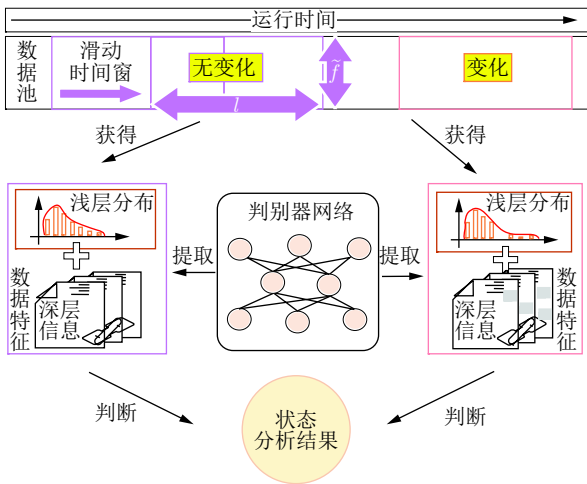 运行时间
数据池
滑动
时间窗
无变化
f̃
变化
l
获得
获得
浅层分布
判别器网络
浅层分布
提取
提取
数据特征
深层
信息
深层
信息
数据特征
判断
判断
状态
分析结果